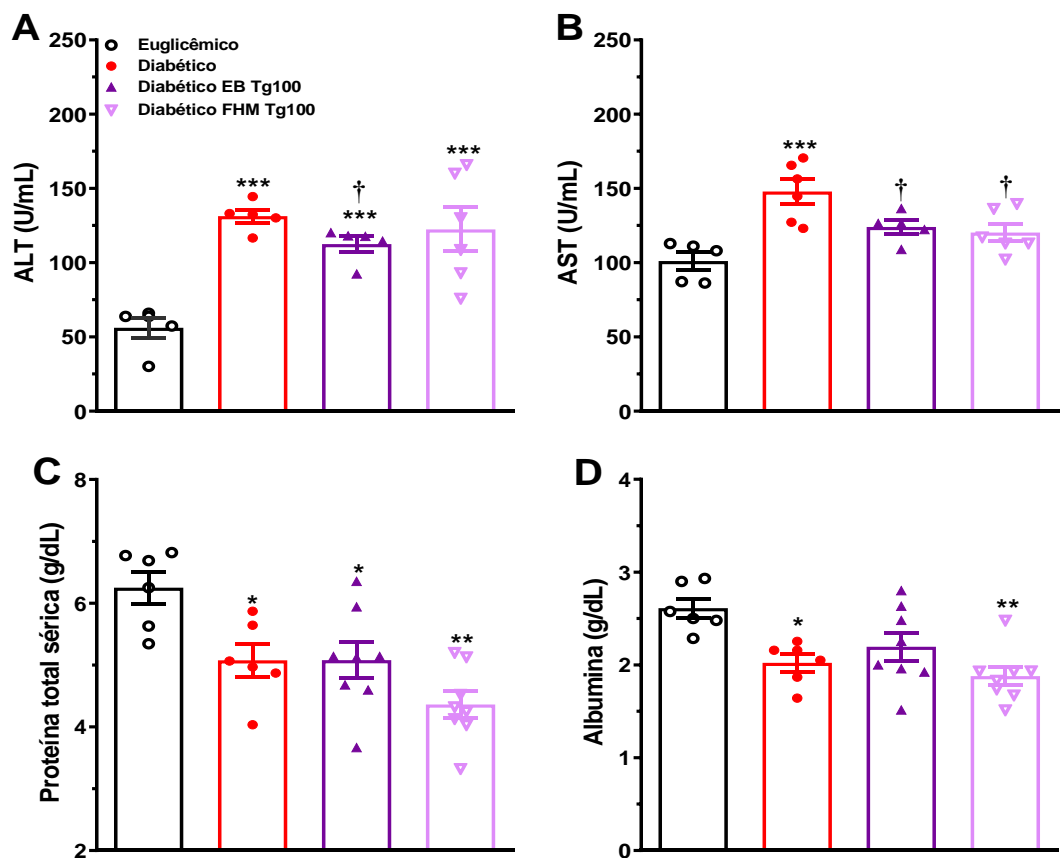 A
ALT (U/mL)
250
200
150
100
50
0
Euglicêmico
Diabético
Diabético EB Tg100
Diabético FHM Tg100
***
†
***
***
B
AST (U/mL)
250
200
150
100
50
0
***
†
†
C
Proteína total sérica (g/dL)
8
6
4
2
*
*
**
D
Albumina (g/dL)
4
3
2
1
0
*
**